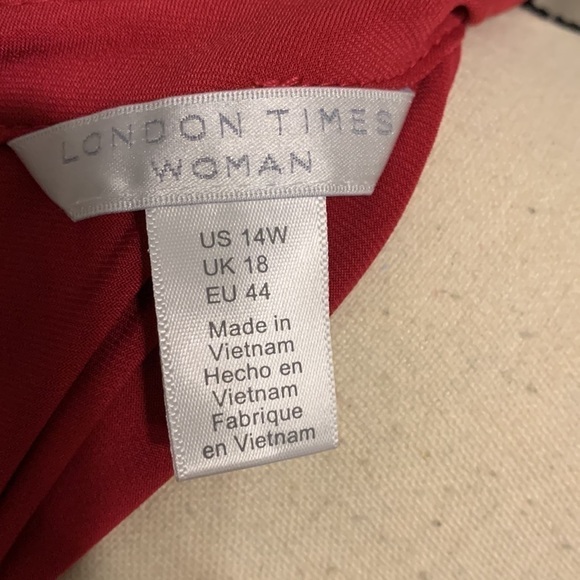 LONDON TIMES
WOMAN
US 14W
UK 18
EU 44
Made in
Vietnam
Hecho en
Vietnam
Fabrique
en Vietnam